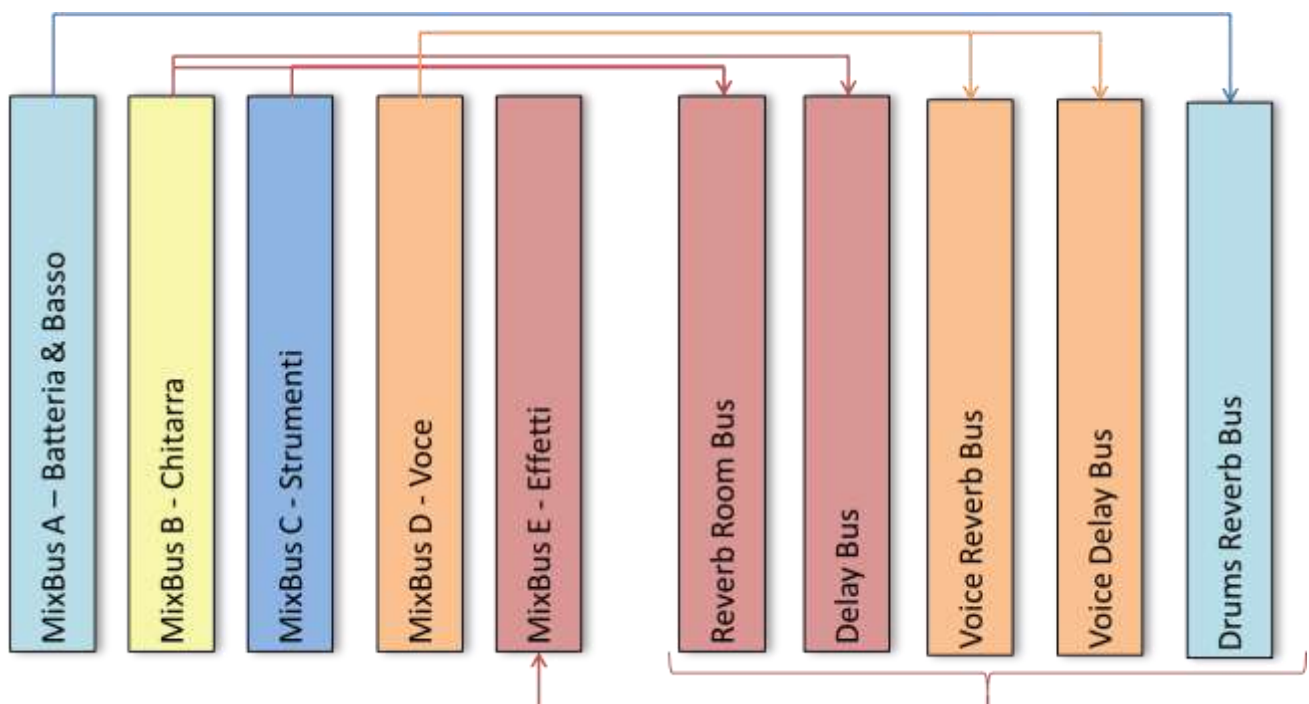 MixBus A – Batteria & Basso
MixBus B - Chitarra
MixBus C - Strumenti
MixBus D - Voce
MixBus E - Effetti
Reverb Room Bus
Delay Bus
Voice Reverb Bus
Voice Delay Bus
Drums Reverb Bus